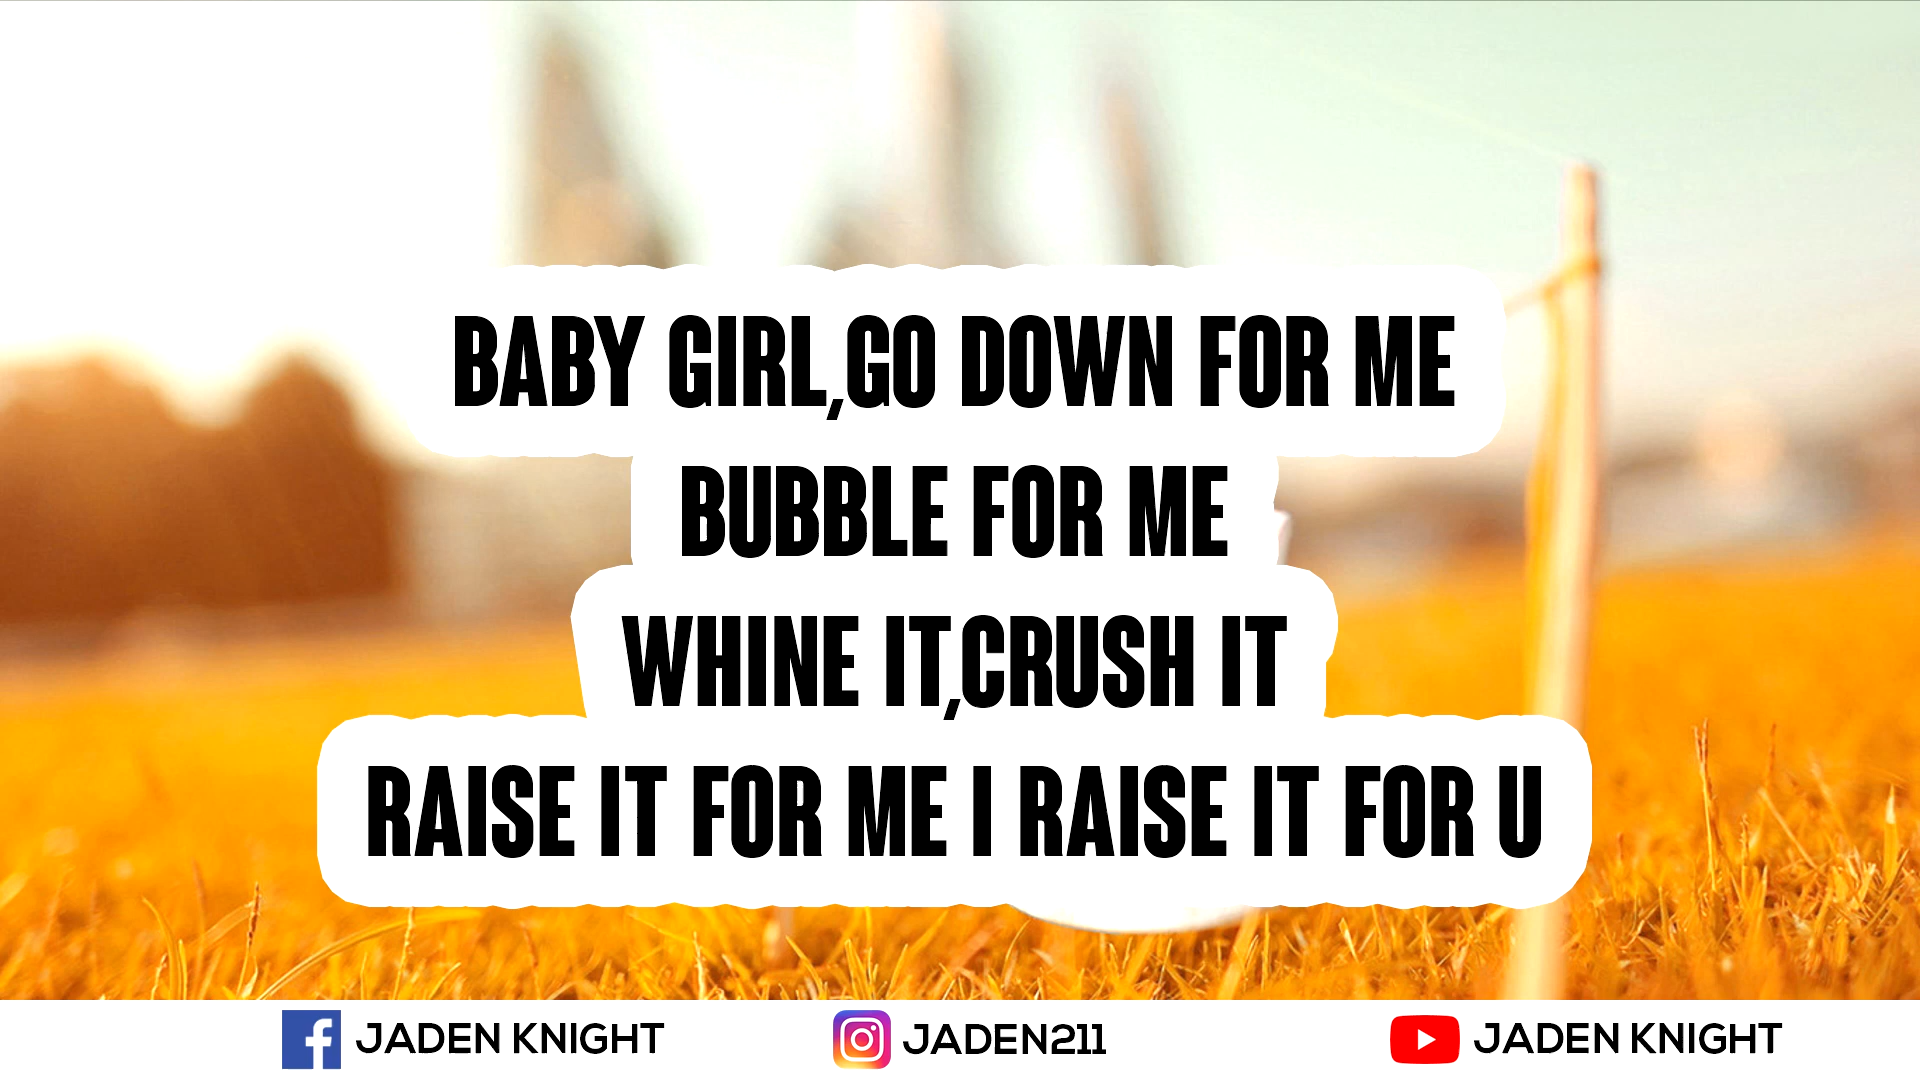 BABY GIRL,GO DOWN FOR ME
BUBBLE FOR ME
WHINE IT,CRUSH IT
RAISE IT FOR ME I RAISE IT FOR U
JADEN KNIGHT JADEN211 JADEN KNIGHT